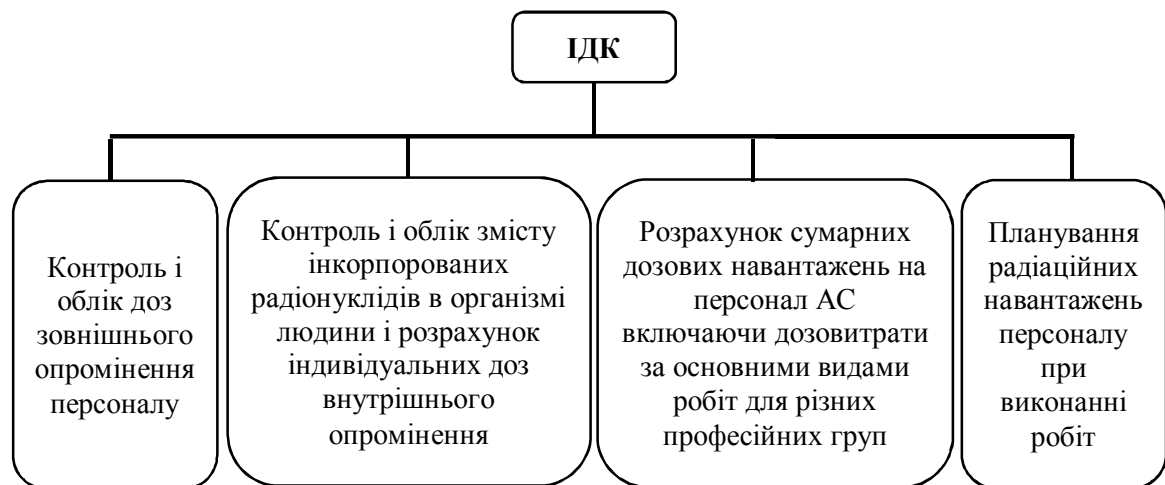 ІДК
Контроль і
облік доз
зовнішнього
опромінення
персоналу
Контроль і облік змісту
інкорпорованих
радіонуклідів в організмі
людини і розрахунок
індивідуальних доз
внутрішнього
опромінення
Розрахунок сумарних
дозових навантажень на
персонал АС
включаючи дозовитрати
за основними видами
робіт для різних
професійних груп
Планування
радіаційних
навантажень
персоналу
при
виконанні
робіт